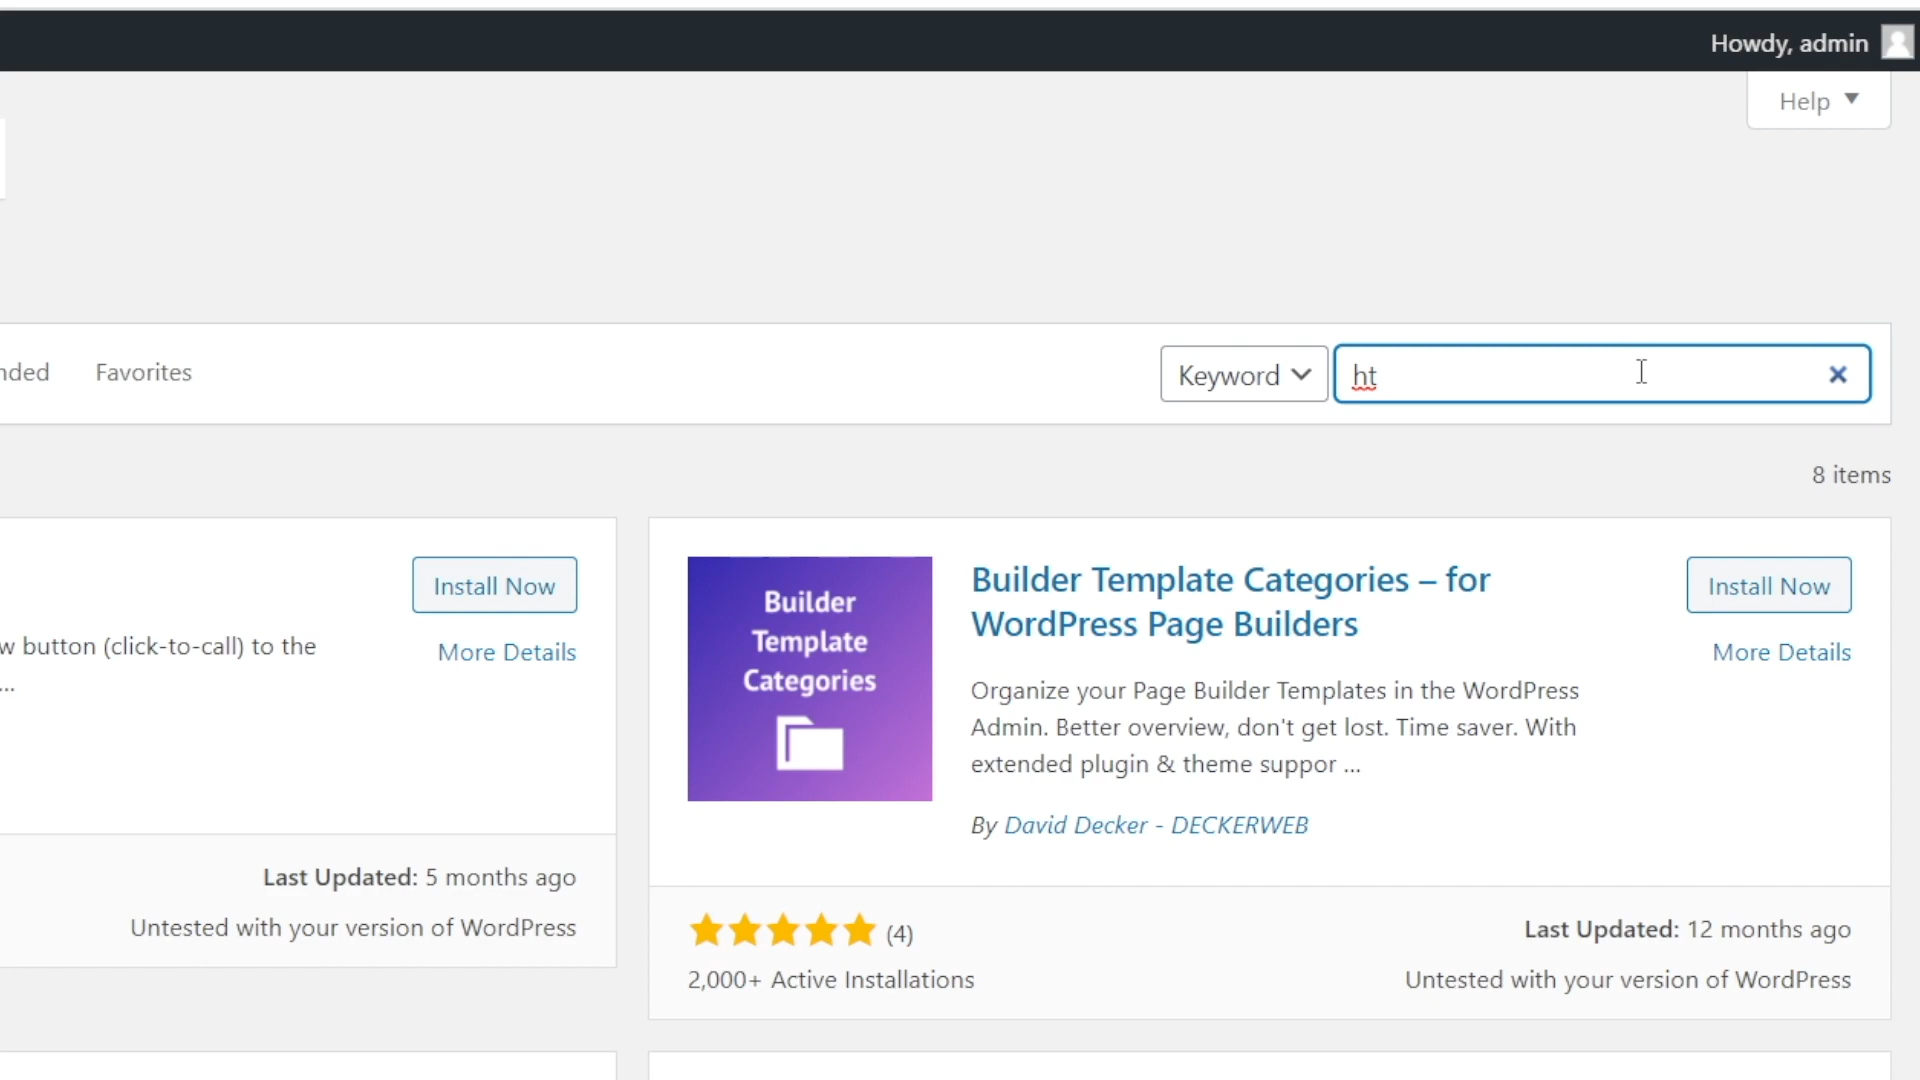 Howdy, admin
Help
nded Favorites Keyword ht
8 items
Install Now
w button (click-to-call) to the
More Details
...
Last Updated: 5 months ago
Untested with your version of WordPress
Builder
Template
Categories
Builder Template Categories – for
WordPress Page Builders
Install Now
More Details
Organize your Page Builder Templates in the WordPress
Admin. Better overview, don't get lost. Time saver. With
extended plugin & theme suppor ...
By David Decker - DECKERWEB
(4)
Last Updated: 12 months ago
2,000+ Active Installations
Untested with your version of WordPress